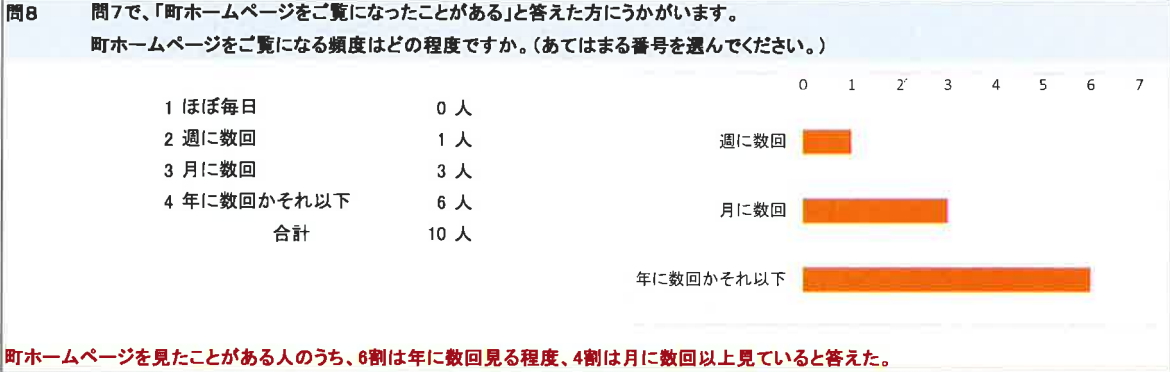 問8 問7で、「町ホームページをご覧になったことがある」と答えた方にうかがいます。
町ホームページをご覧になる頻度はどの程度ですか。(あてはまる番号を選んでください。)
1 ほぼ毎日 0 人
2 週に数回 1 人
3 月に数回 3 人
4 年に数回かそれ以下 6 人
合計 10 人
0 1 2 3 4 5 6 7
週に数回
月に数回
年に数回かそれ以下
町ホームページを見たことがある人のうち、6割は年に数回見る程度、4割は月に数回以上見ていると答えた。